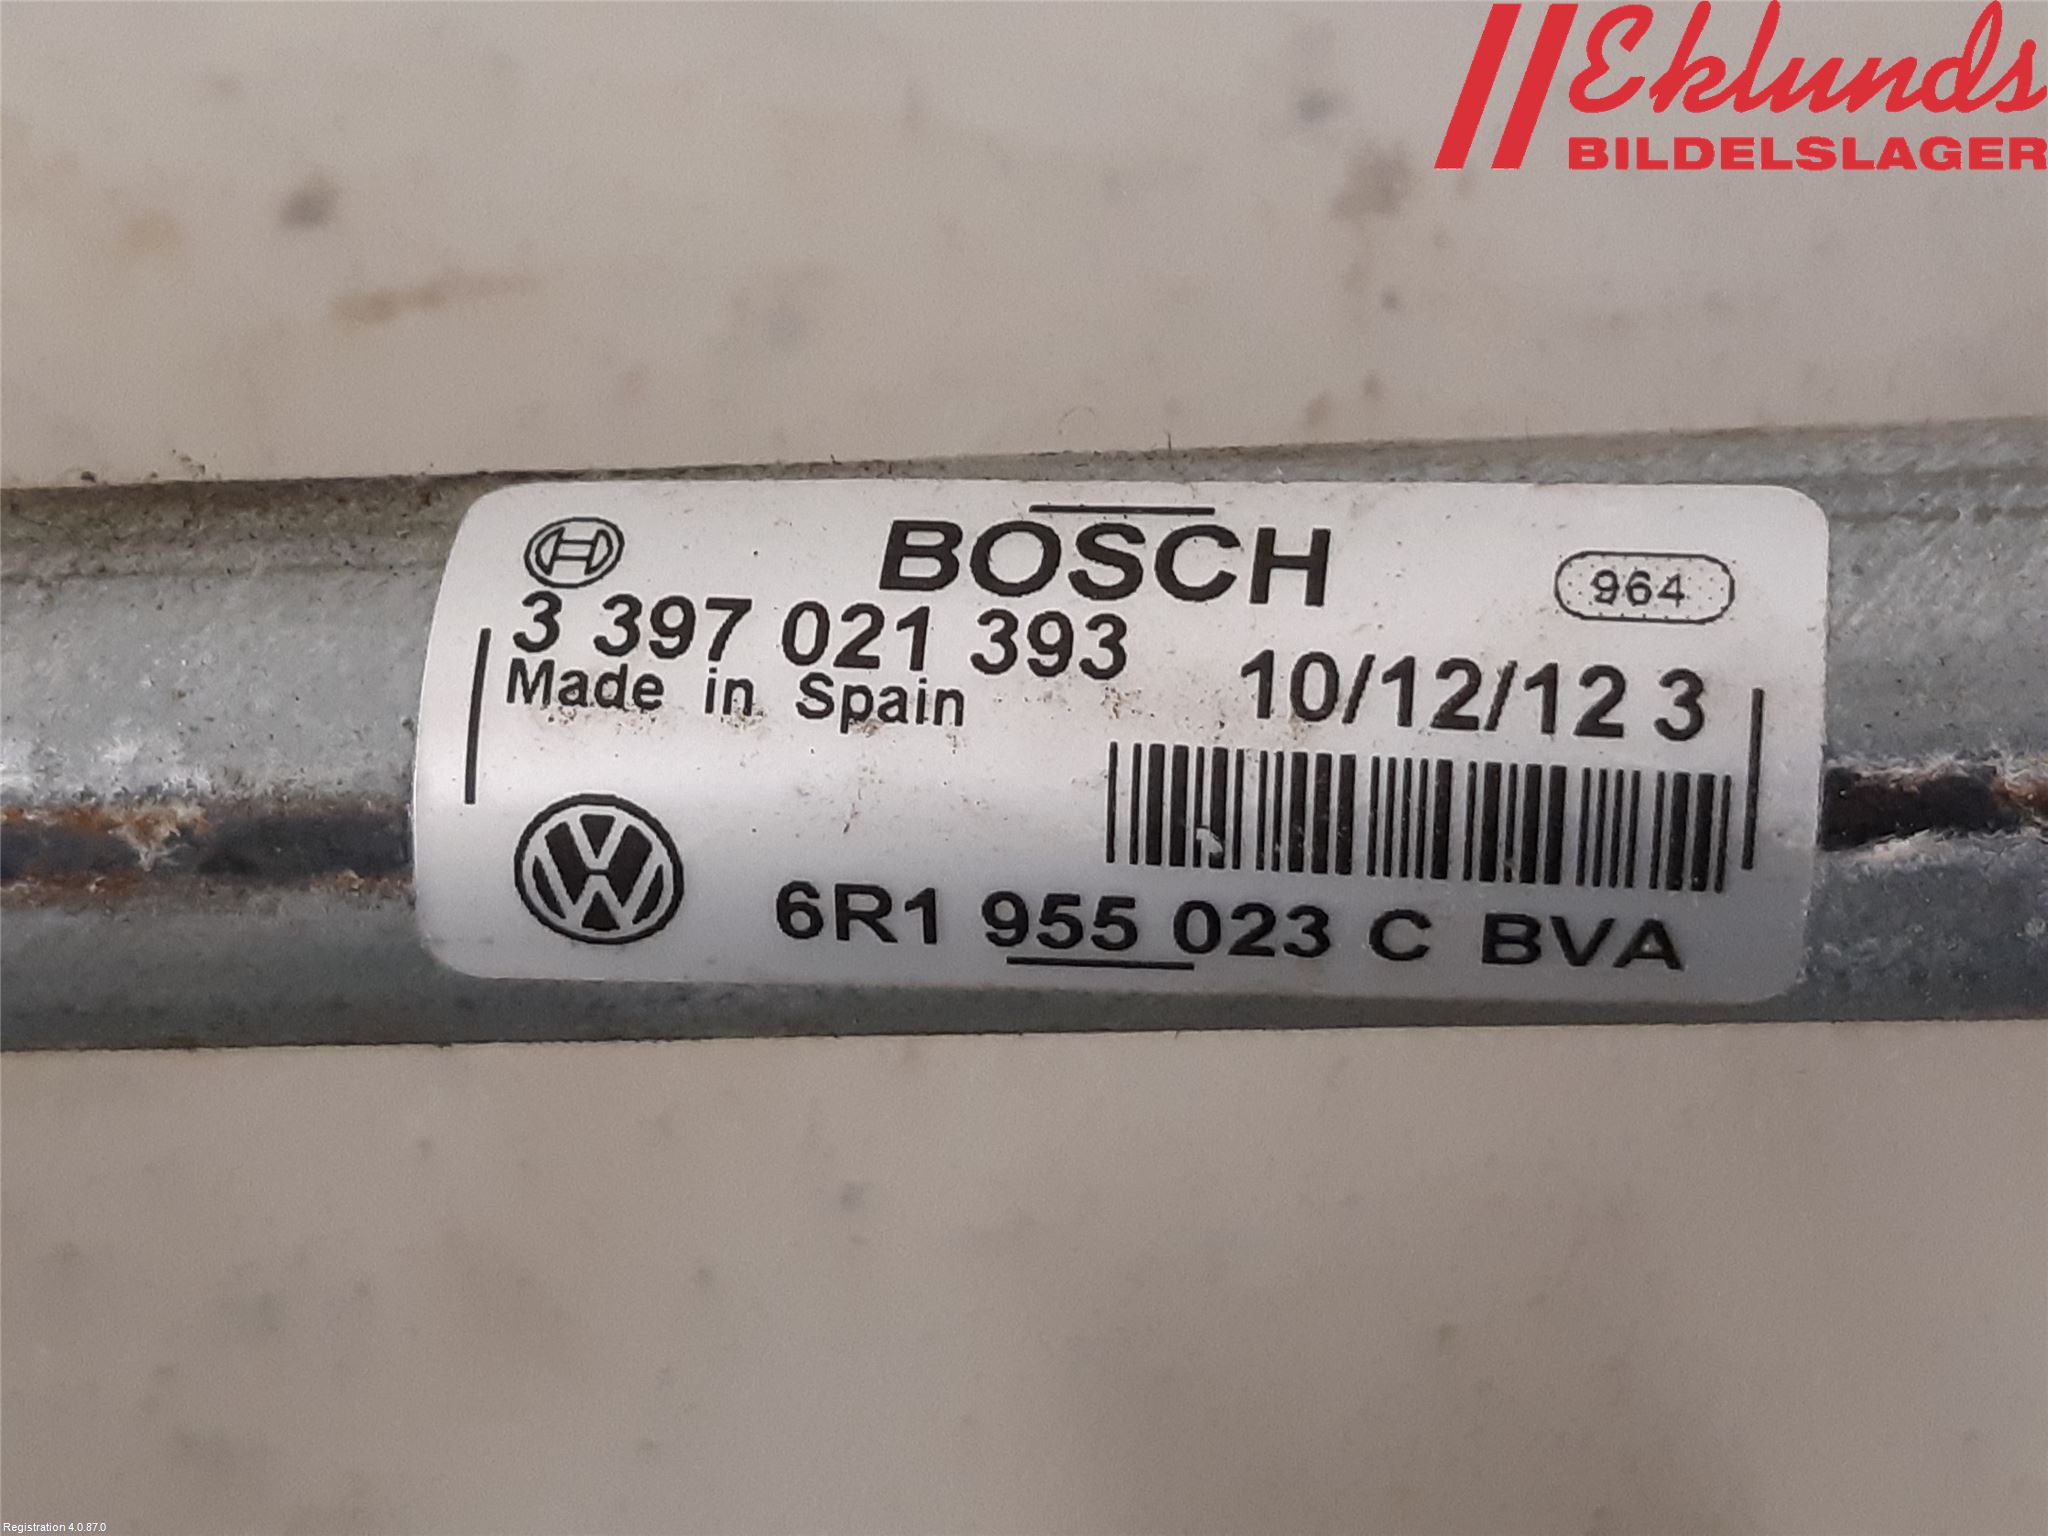 Eklunds
BILDELSLAGER
BOSCH
964
3 397 021 393
Made in Spain
10/12/12 3
6R1 955 023 C BVA
Registration 4.0.87.0